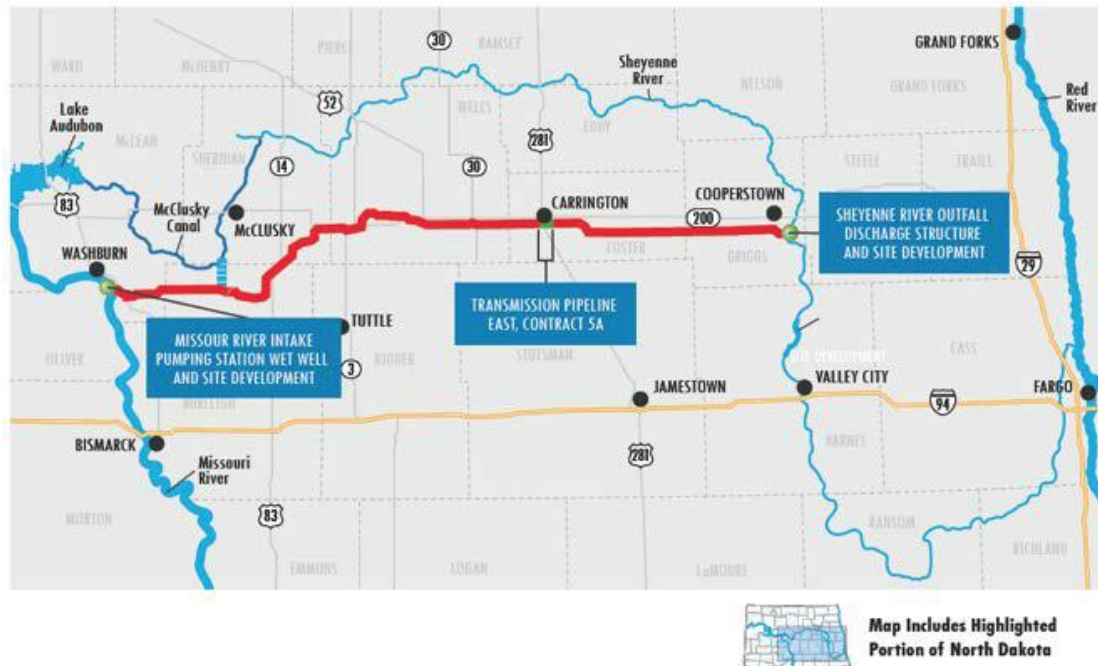 GRAND FORKS
30
PIERCE
RAMSEY
WARD
McHENRY
Sheyenne
River
NELSON
GRAND FORKS
Red
River
52
WELLS
Lake
Audubon
281
EDDY
McLEAN
SHERIDAN
14
30
STEELE
TRAILL
83
McClusky
Canal
McCLUSKY
CARRINGTON
COOPERSTOWN
200
SHEYENNE RIVER OUTFALL
DISCHARGE STRUCTURE
AND SITE DEVELOPMENT
WASHBURN
FOSTER
GRIGGS
29
TRANSMISSION PIPELINE
EAST, CONTRACT 5A
TUTTLE
MISSOUR RIVER INTAKE
PUMPING STATION WET WELL
AND SITE DEVELOPMENT
OLIVER
3
KIDDER
STUTSMAN
SITE DEVELOPMENT
CASS
BURLEIGH
JAMESTOWN
VALLEY CITY
94
FARGO
BISMARCK
BARNES
Missouri
River
281
83
MORTON
RANSOM
RICHLAND
EMMONS
LOGAN
LaMOURE
Map Includes Highlighted
Portion of North Dakota